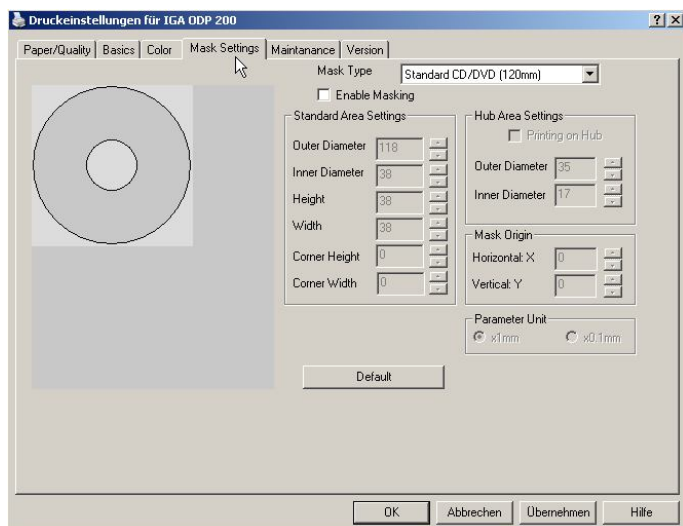 Druckeinstellungen für IGA ODP 200
Paper/Quality Basics Color Mask Settings Maintanance Version
Mask Type Standard CD/DVD (120mm)
Enable Masking
Standard Area Settings
Outer Diameter 118
Inner Diameter 38
Height 38
Width 38
Corner Height 0
Corner Width 0
Hub Area Settings
Printing on Hub
Outer Diameter 35
Inner Diameter 17
Mask Origin
Horizontal: X 0
Vertical: Y 0
Parameter Unit
x1mm x0.1mm
Default
OK Abbrechen Übernehmen Hilfe